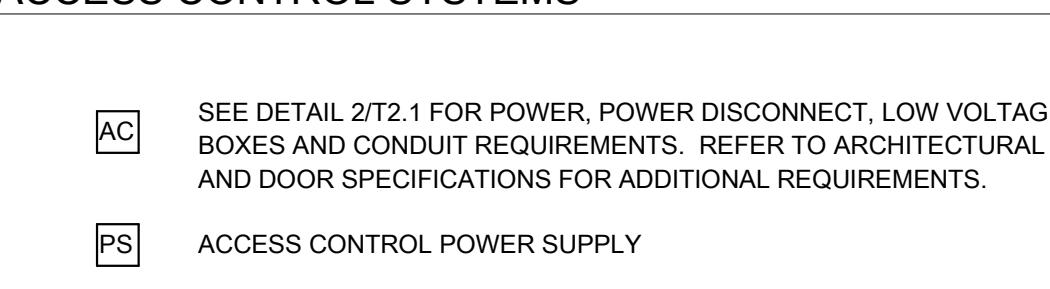 ACCESS CONTROL SYSTEMS
AC
SEE DETAIL 2/T2.1 FOR POWER, POWER DISCONNECT, LOW VOLTAG
BOXES AND CONDUIT REQUIREMENTS. REFER TO ARCHITECTURAL
AND DOOR SPECIFICATIONS FOR ADDITIONAL REQUIREMENTS.
PS
ACCESS CONTROL POWER SUPPLY